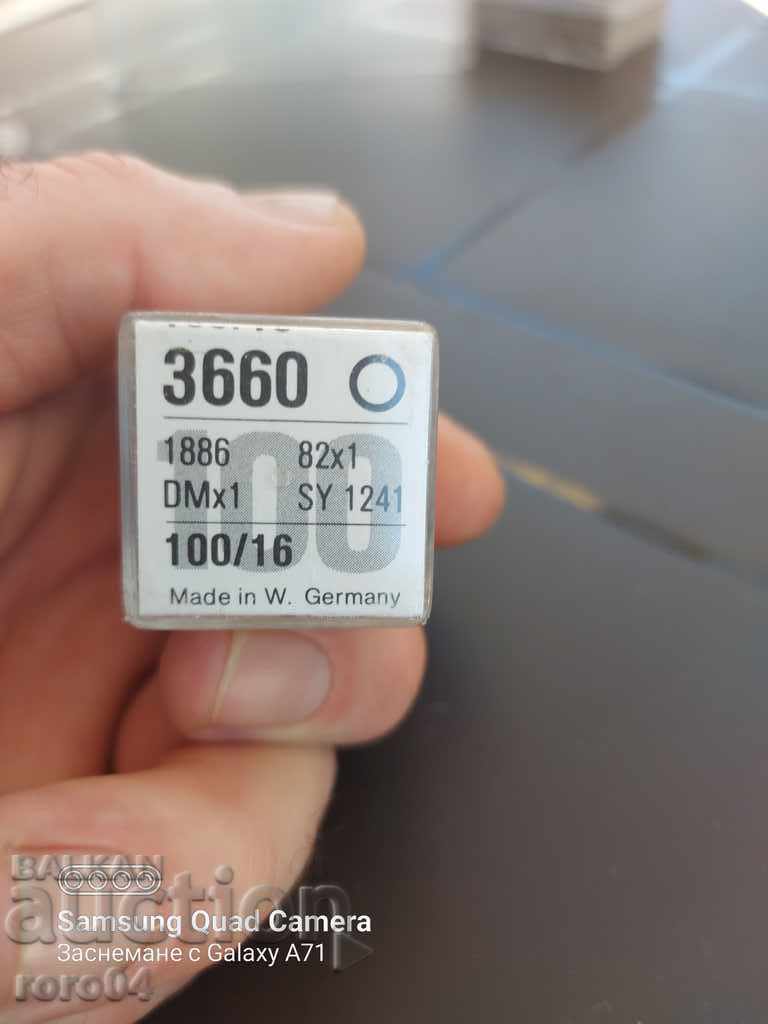 3660
100
1886 82x1
DMx1 SY 1241
100/16
Made in W. Germany
BALKAN
auction
Samsung Quad Camera
Заснемане с Galaxy A71
roro04